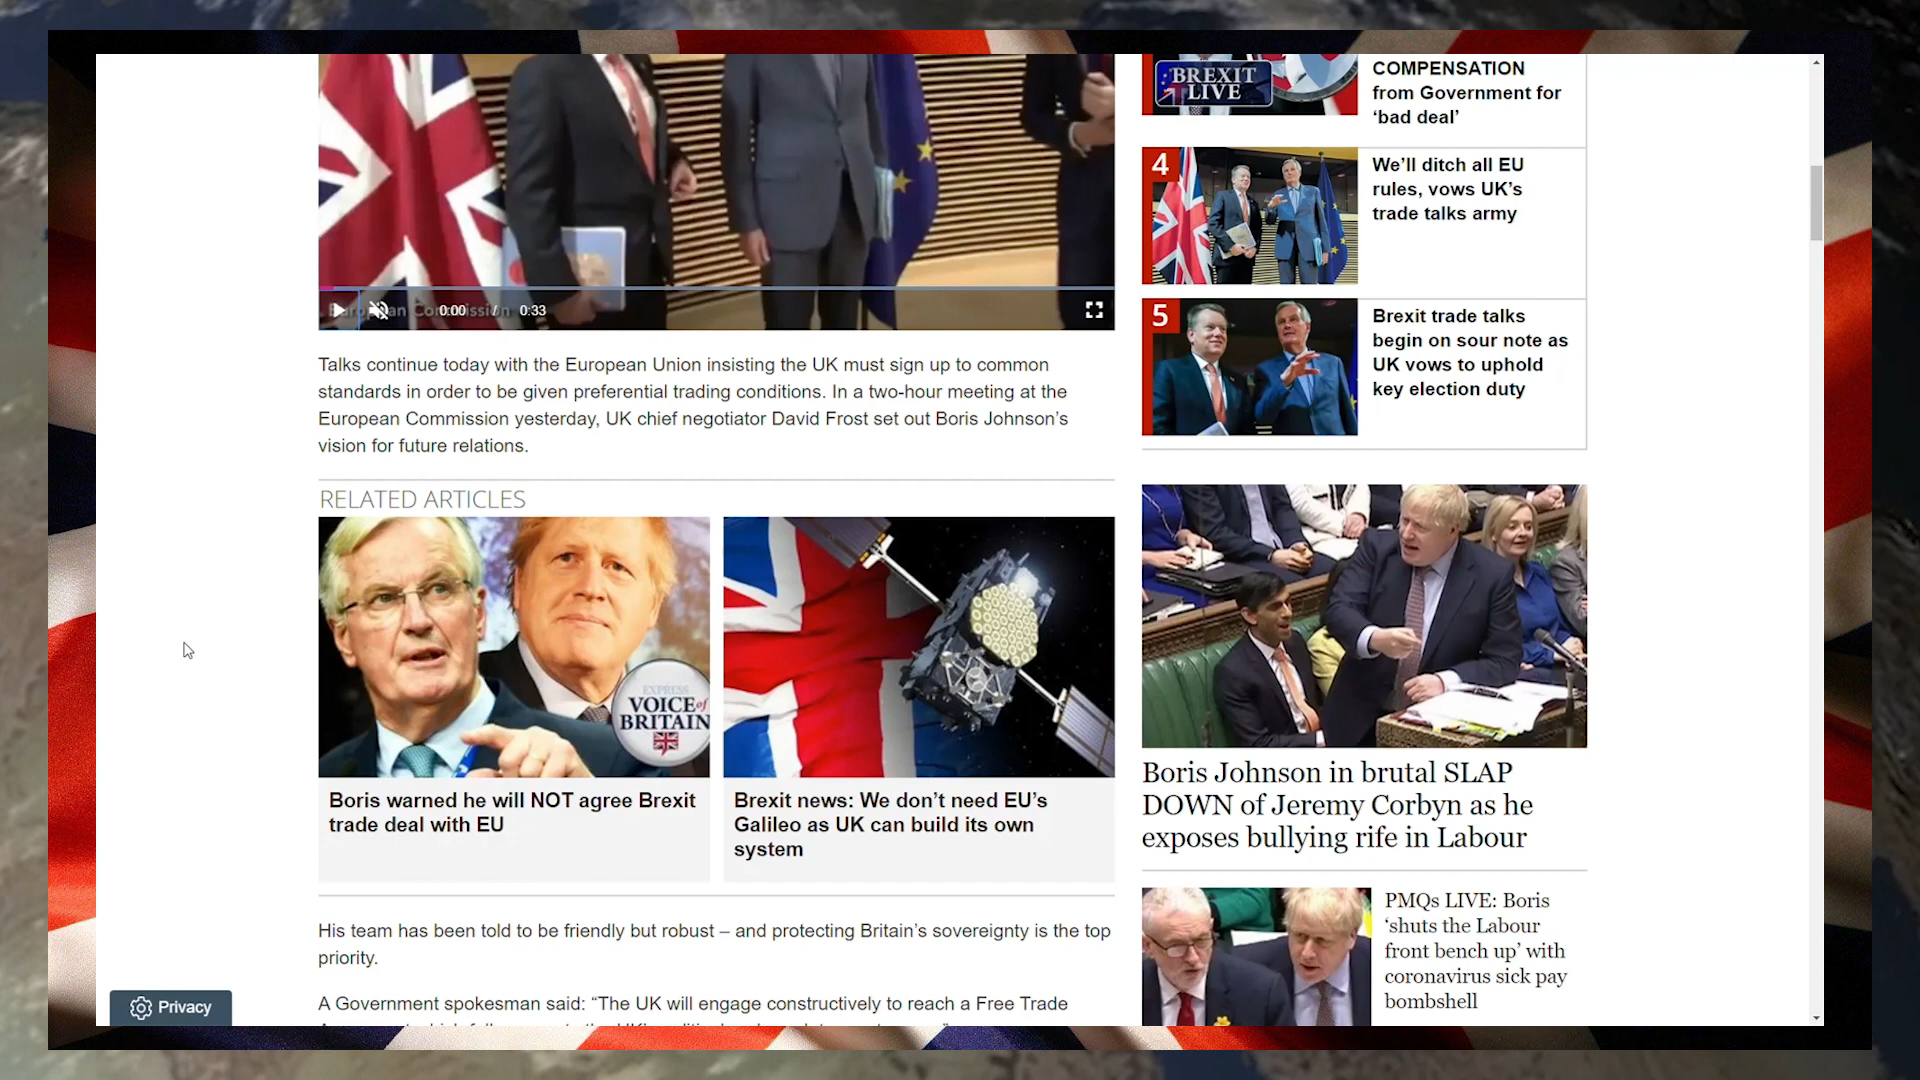 European Commission
0:00 / 0:33
Talks continue today with the European Union insisting the UK must sign up to common
standards in order to be given preferential trading conditions. In a two-hour meeting at the
European Commission yesterday, UK chief negotiator David Frost set out Boris Johnson’s
vision for future relations.
RELATED ARTICLES
EXPRESS
VOICE of
BRITAIN
Boris warned he will NOT agree Brexit
trade deal with EU
Brexit news: We don’t need EU’s
Galileo as UK can build its own
system
His team has been told to be friendly but robust – and protecting Britain’s sovereignty is the top
priority.
A Government spokesman said: “The UK will engage constructively to reach a Free Trade
Privacy
BREXIT
LIVE
COMPENSATION
from Government for
‘bad deal’
4
We’ll ditch all EU
rules, vows UK’s
trade talks army
5
Brexit trade talks
begin on sour note as
UK vows to uphold
key election duty
Boris Johnson in brutal SLAP
DOWN of Jeremy Corbyn as he
exposes bullying rife in Labour
PMQs LIVE: Boris
‘shuts the Labour
front bench up’ with
coronavirus sick pay
bombshell